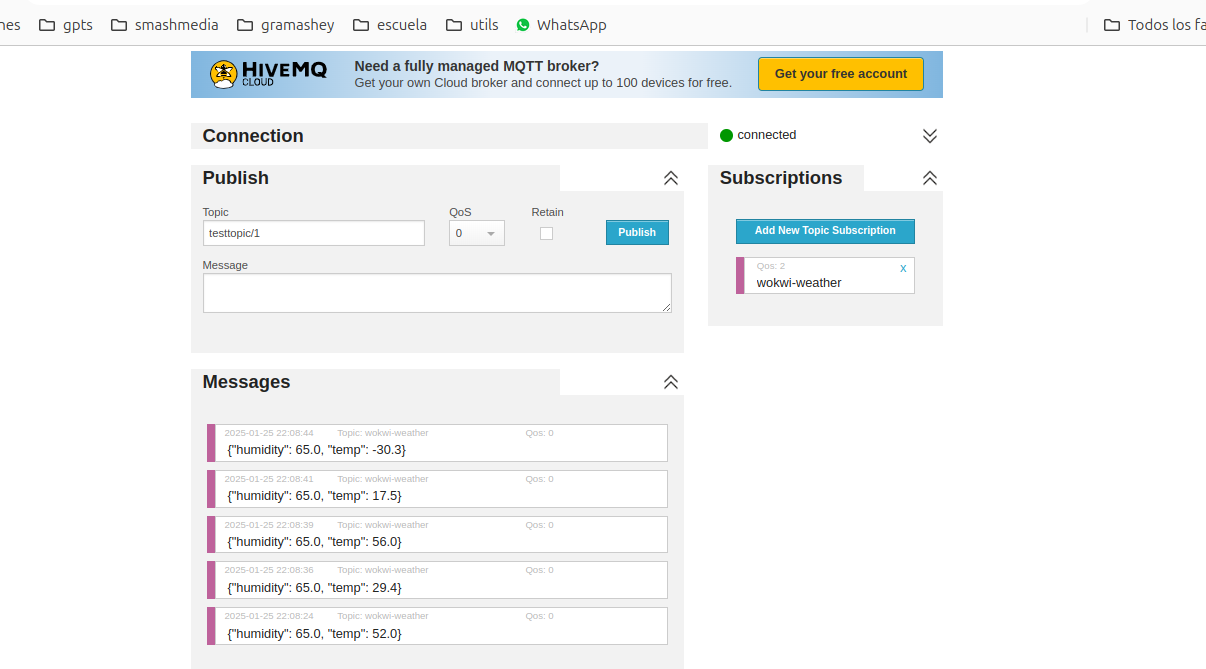 nes gpts smashmedia gramashey escuela utils WhatsApp Todos los fa
HIVEMQ
CLOUD
Need a fully managed MQTT broker?
Get your own Cloud broker and connect up to 100 devices for free.
Get your free account
Connection
connected
Publish
Topic QoS Retain
testtopic/1 0 Publish
Message
Subscriptions
Add New Topic Subscription
Qos: 2 x
wokwi-weather
Messages
2025-01-25 22:08:44 Topic: wokwi-weather Qos: 0
{"humidity": 65.0, "temp": -30.3}
2025-01-25 22:08:41 Topic: wokwi-weather Qos: 0
{"humidity": 65.0, "temp": 17.5}
2025-01-25 22:08:39 Topic: wokwi-weather Qos: 0
{"humidity": 65.0, "temp": 56.0}
2025-01-25 22:08:36 Topic: wokwi-weather Qos: 0
{"humidity": 65.0, "temp": 29.4}
2025-01-25 22:08:24 Topic: wokwi-weather Qos: 0
{"humidity": 65.0, "temp": 52.0}